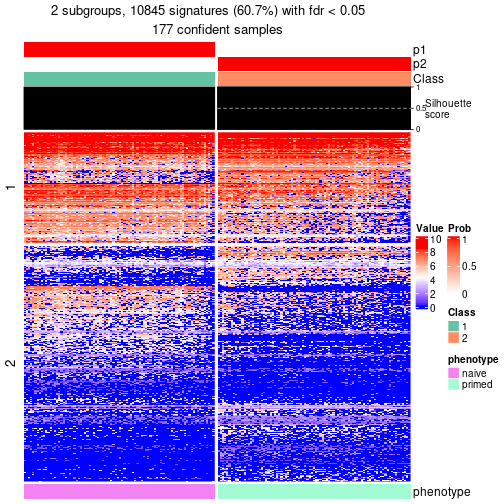 2 subgroups, 10845 signatures (60.7%) with fdr < 0.05
177 confident samples
p1
p2
Class
1
0.5
0
Silhouette
score
1
2
Value
10
8
6
4
2
0
Prob
1
0.5
0
Class
1
2
phenotype
naive
primed
phenotype